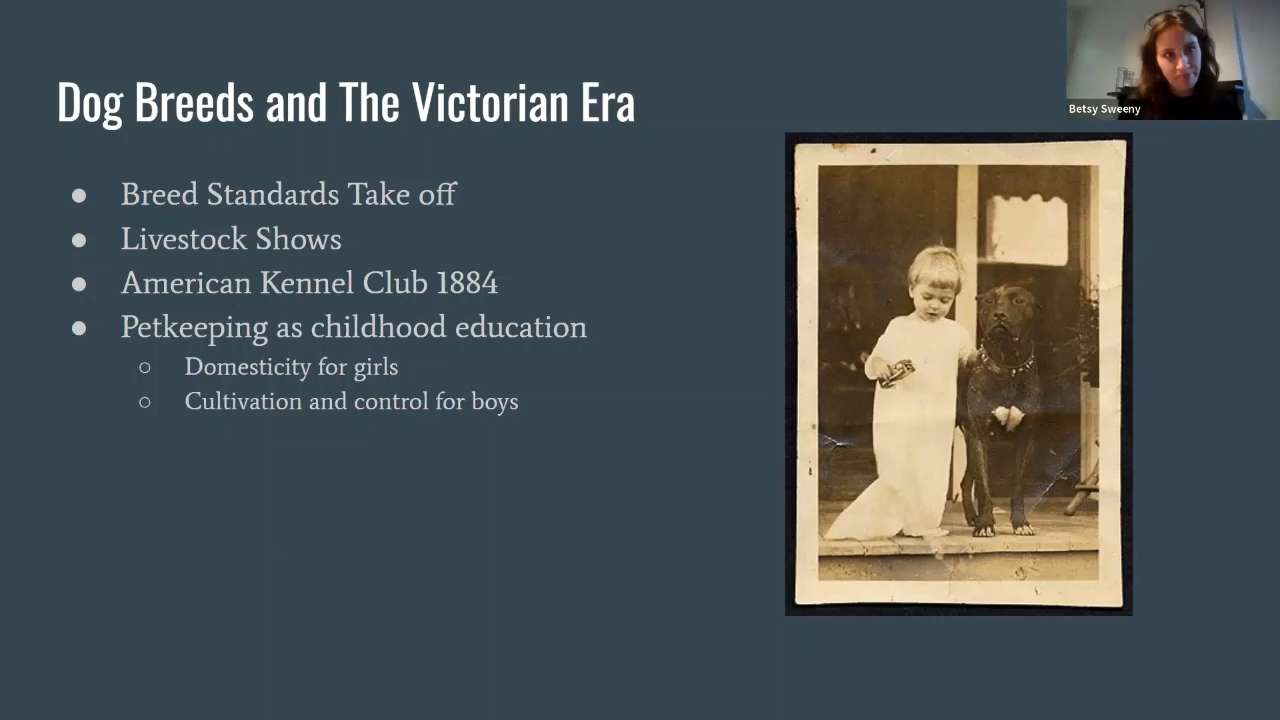 Dog Breeds and The Victorian Era
Betsy Sweeny
Breed Standards Take off
Livestock Shows
American Kennel Club 1884
Petkeeping as childhood education
Domesticity for girls
Cultivation and control for boys